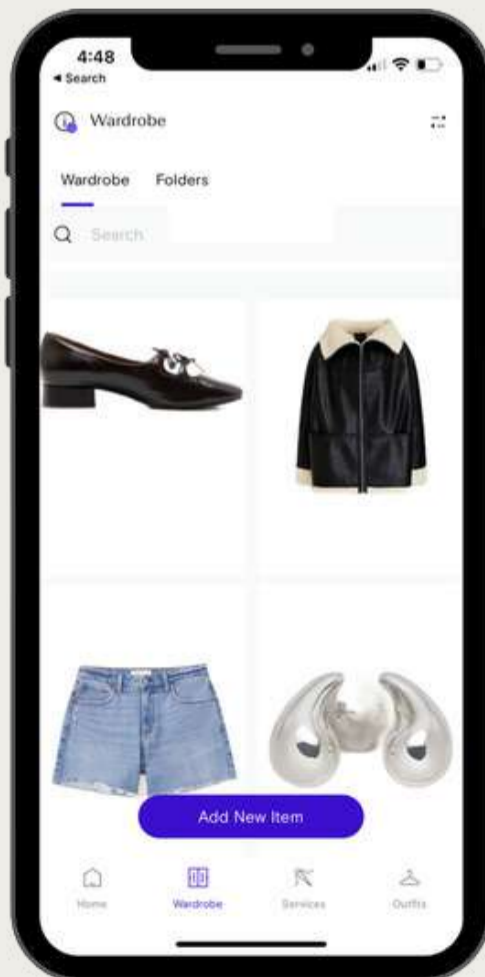 4:48
Search
Wardrobe
Wardrobe Folders
Search
Add New Item
Home Wardrobe Services Outfits